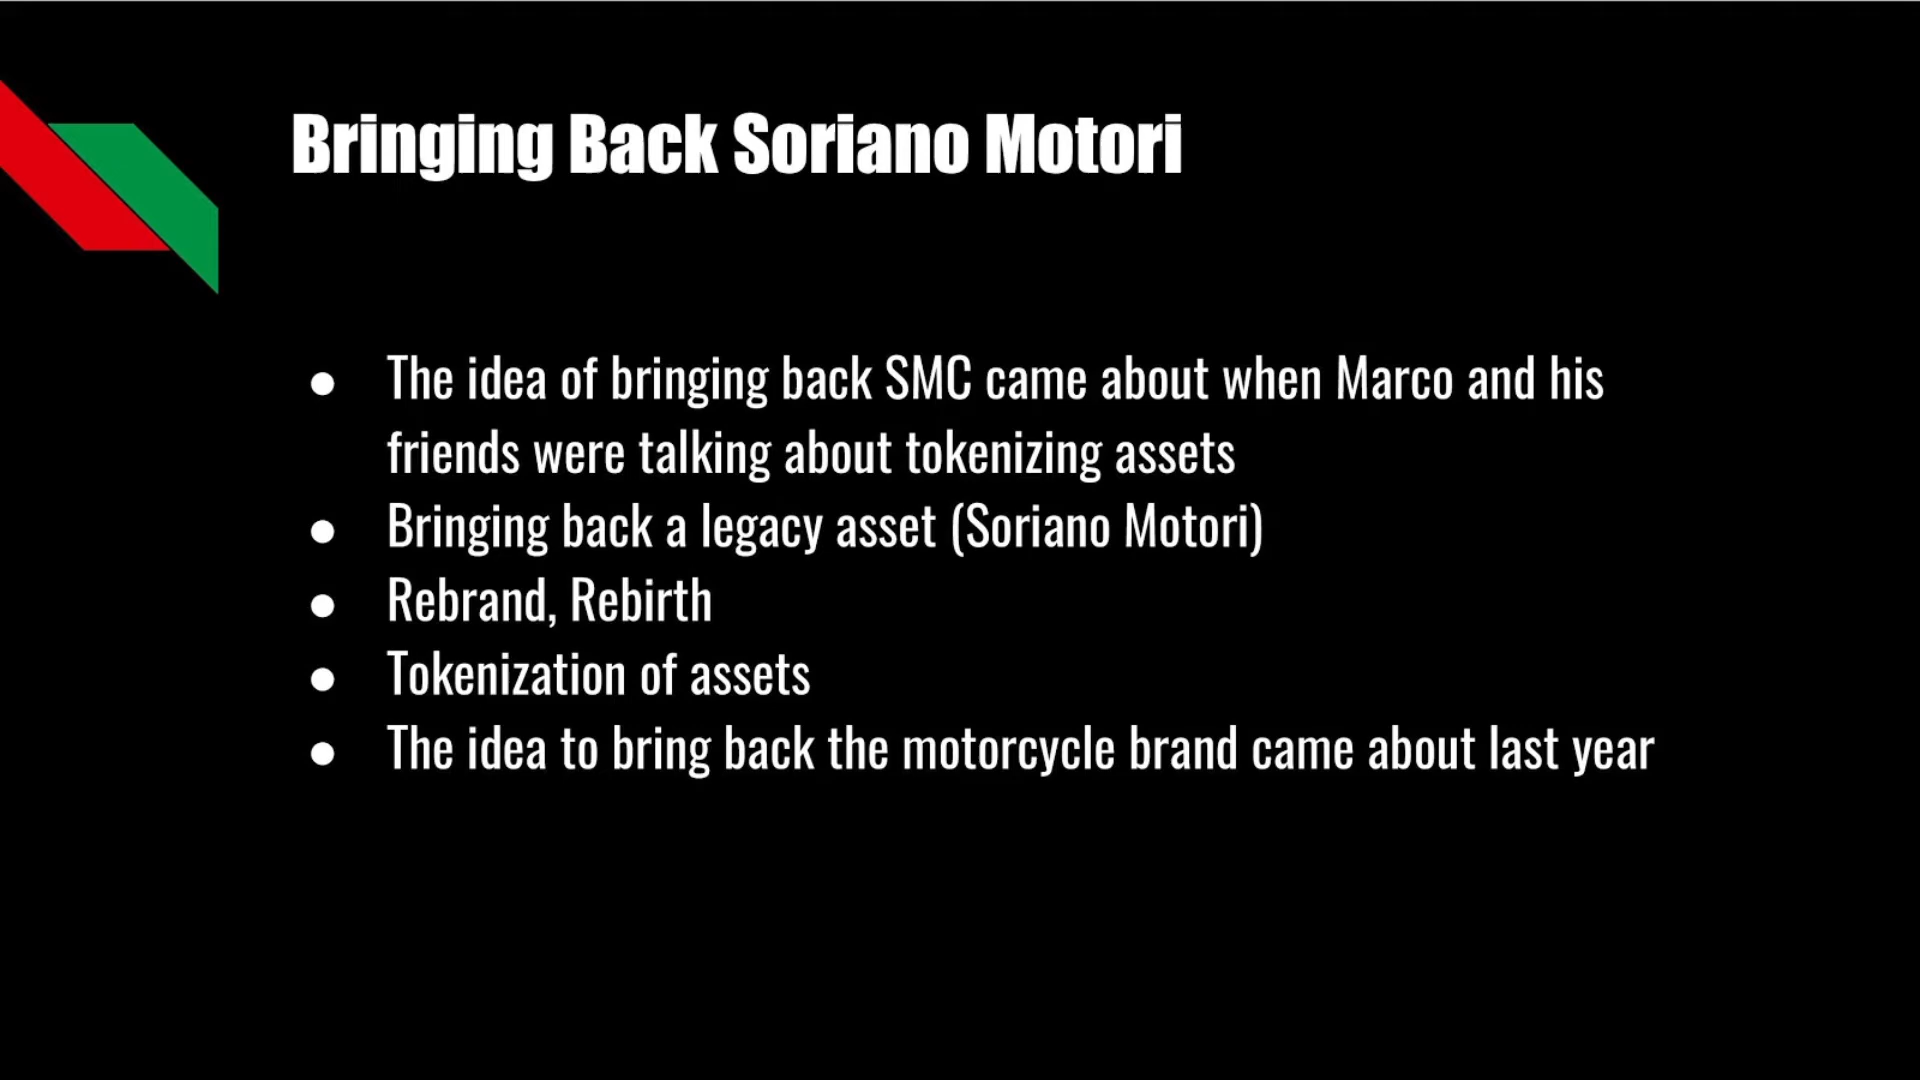 Bringing Back Soriano Motori
● The idea of bringing back SMC came about when Marco and his
friends were talking about tokenizing assets
● Bringing back a legacy asset (Soriano Motori)
● Rebrand, Rebirth
● Tokenization of assets
● The idea to bring back the motorcycle brand came about last year